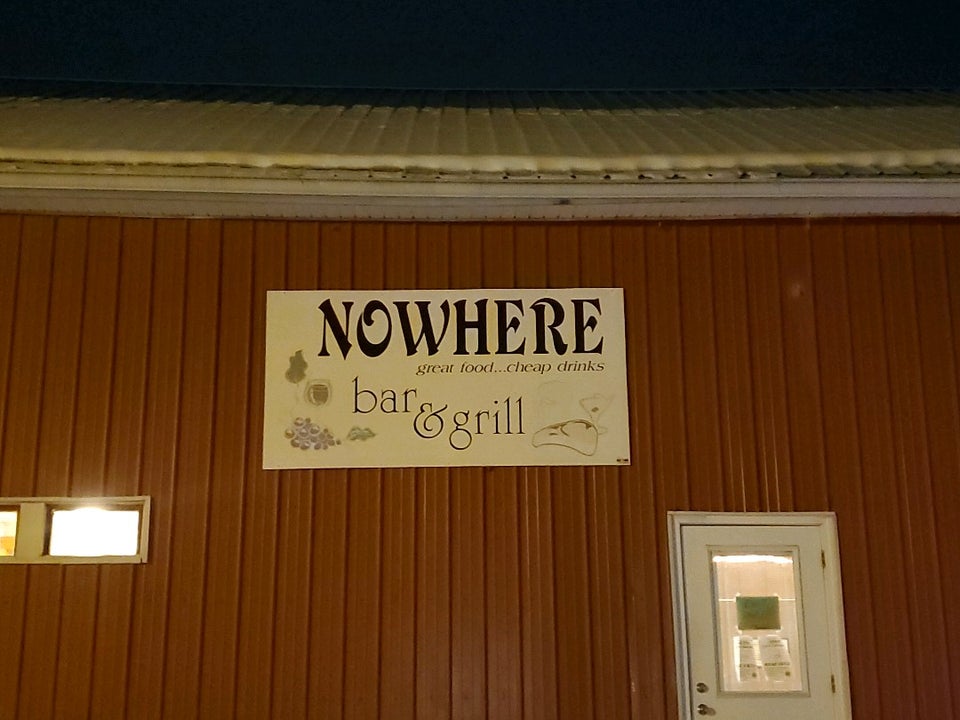 NOWHERE
great food...cheap drinks
bar
& grill